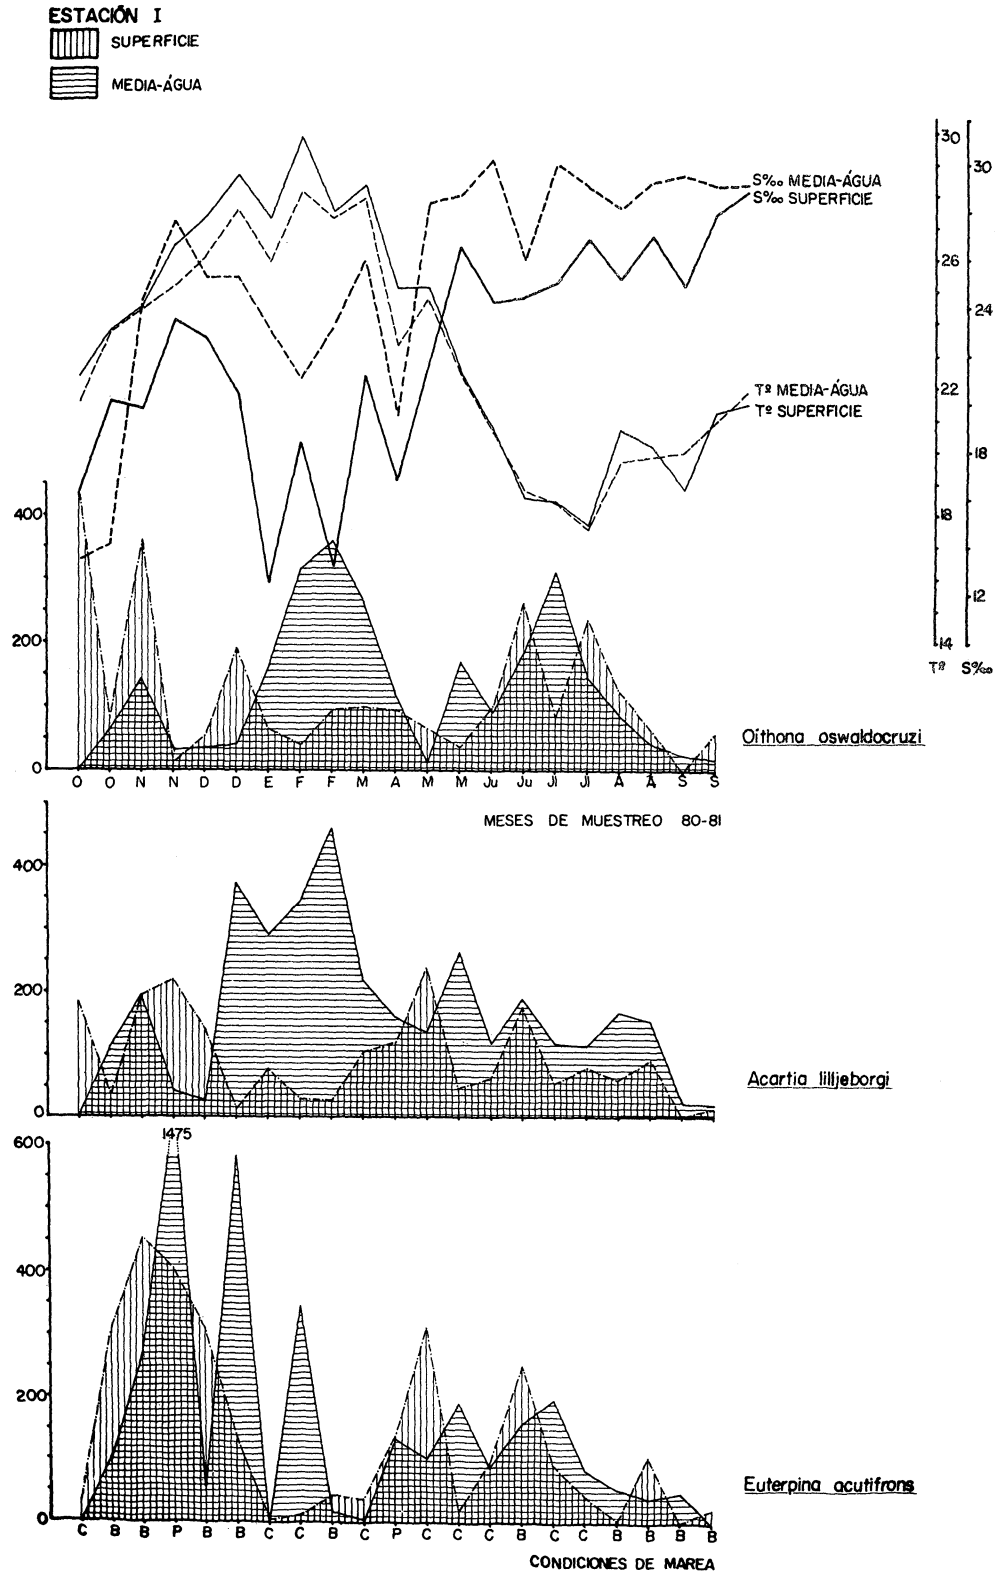 ESTACIÓN I
SUPERFICIE
MEDIA-ÁGUA
30
30
S‰ MEDIA-ÁGUA
S‰ SUPERFICIE
26
24
22
Tº MEDIA-ÁGUA
Tº SUPERFICIE
18
18
12
14
Tº S‰
400
200
0
Oithona oswaldocruzi
O O N N D D E F F M A M M Ju Ju Jl Jl A A S S
MESES DE MUESTREO 80-81
400
200
0
Acartia lilljeborgi
1475
600
400
200
0
Euterpina acutifrons
C B B P B B C C B C P C C C B C C B B B B
CONDICIONES DE MAREA